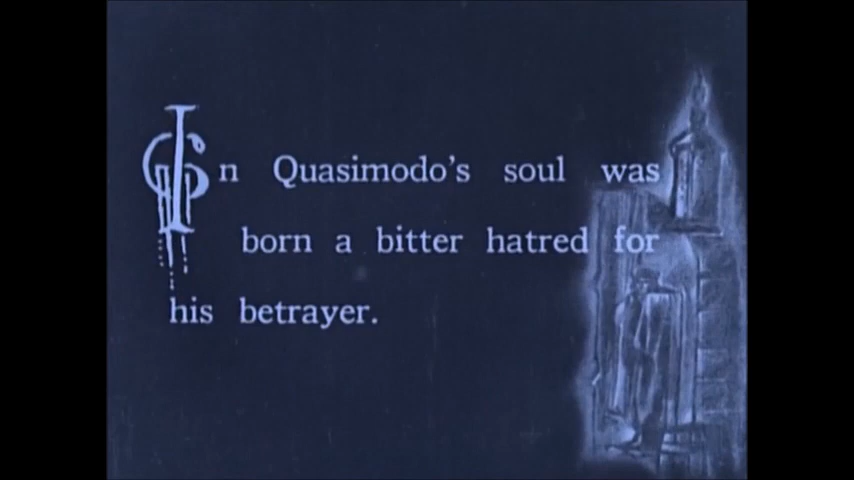 In Quasimodo's soul was
born a bitter hatred for
his betrayer.